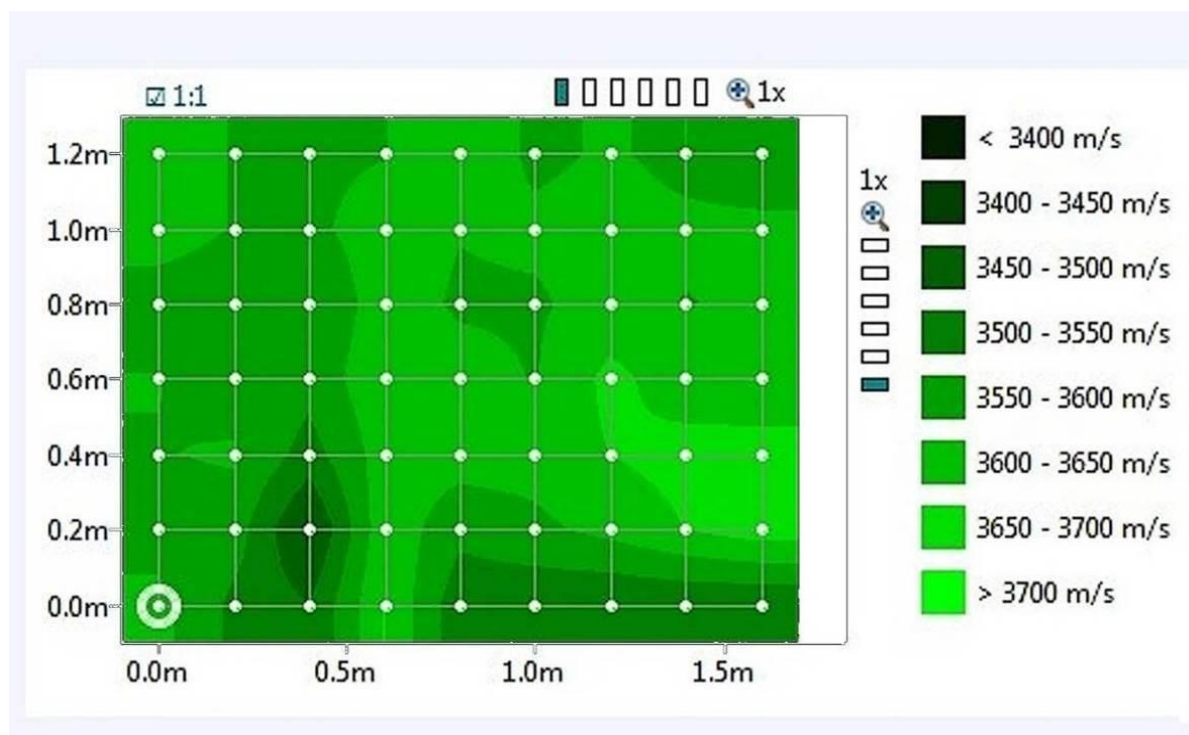 ☑ 1:1
1x
1.2m
1.0m
0.8m
0.6m
0.4m
0.2m
0.0m
0.0m 0.5m 1.0m 1.5m
1x
< 3400 m/s
3400 - 3450 m/s
3450 - 3500 m/s
3500 - 3550 m/s
3550 - 3600 m/s
3600 - 3650 m/s
3650 - 3700 m/s
> 3700 m/s